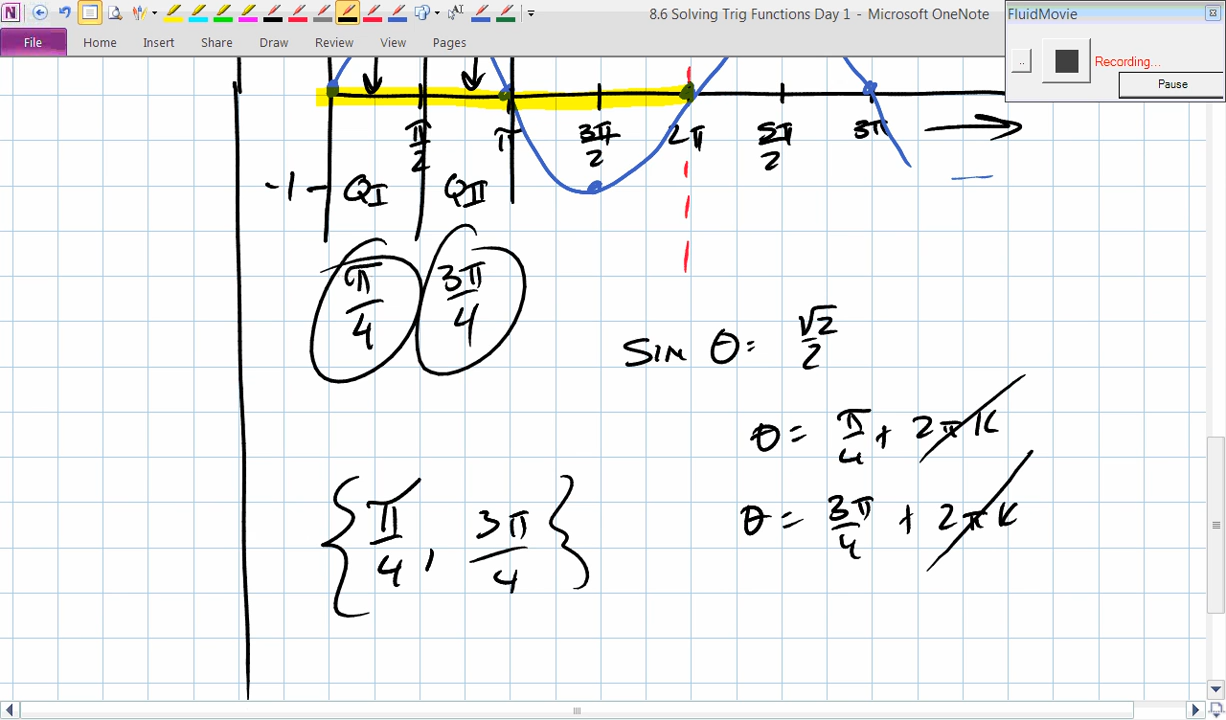 8.6 Solving Trig Functions Day 1 - Microsoft OneNote
FluidMovie
File Home Insert Share Draw Review View Pages
..
Recording...
Pause
π/2 π 3π/2 2π 5π/2 3π
-1 QI QII
π/4 3π/4
sin θ = √2/2
θ = π/4 + 2πK
θ = 3π/4 + 2πK
{π/4, 3π/4}